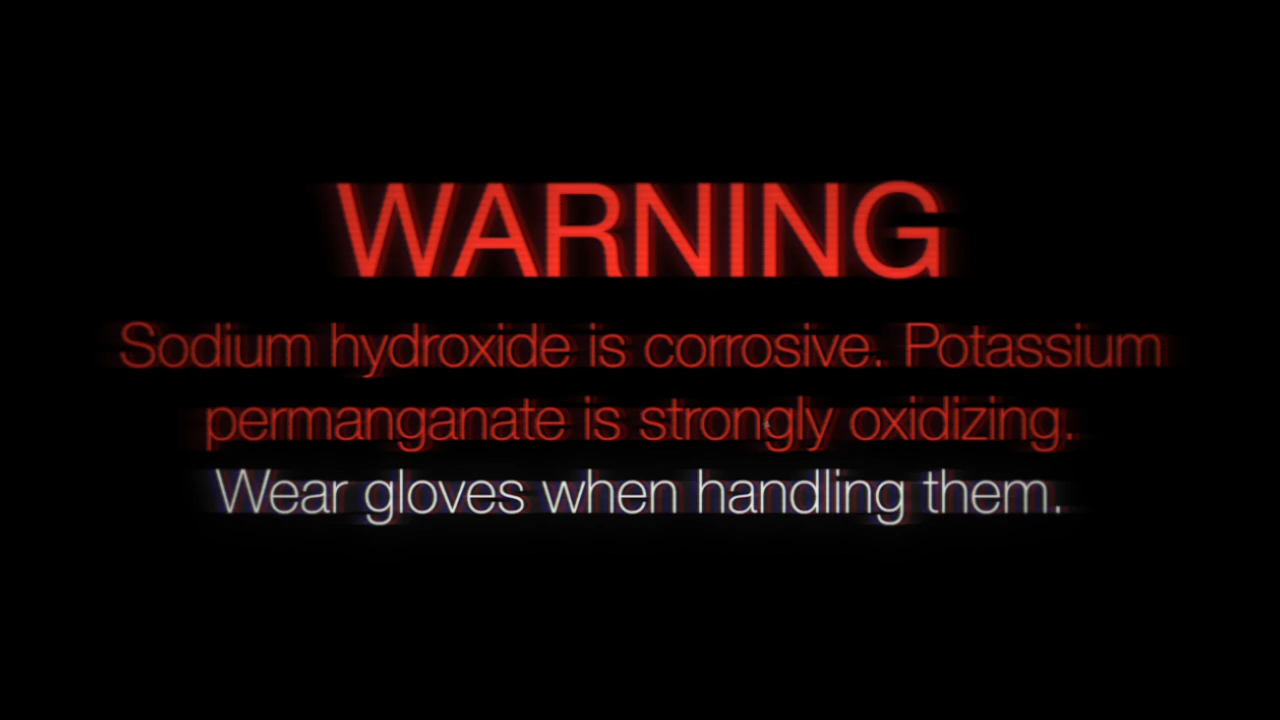 WARNING
Sodium hydroxide is corrosive. Potassium
permanganate is strongly oxidizing.
Wear gloves when handling them.